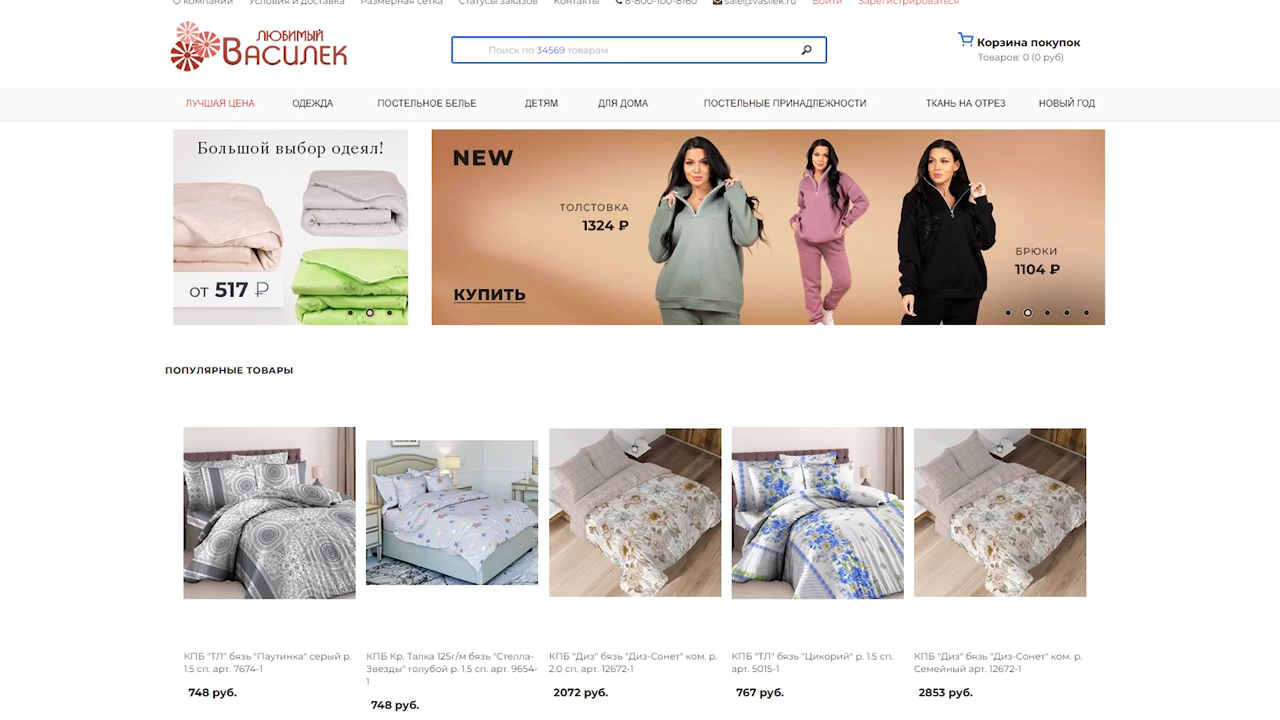 О компании Условия и доставка Размерная сетка Статусы заказов Контакты 8-800-100-8160 sale@vasilek.ru Войти Зарегистрироваться
ЛЮБИМЫЙ
ВАСИЛЕК
Поиск по 34569 товарам
Корзина покупок
Товаров: 0 (0 руб)
ЛУЧШАЯ ЦЕНА ОДЕЖДА ПОСТЕЛЬНОЕ БЕЛЬЕ ДЕТЯМ ДЛЯ ДОМА ПОСТЕЛЬНЫЕ ПРИНАДЛЕЖНОСТИ ТКАНЬ НА ОТРЕЗ НОВЫЙ ГОД
Большой выбор одеял!
от 517 ₽
NEW
ТОЛСТОВКА
1324 ₽
БРЮКИ
1104 ₽
КУПИТЬ
ПОПУЛЯРНЫЕ ТОВАРЫ
КПБ "ТЛ" бязь "Паутинка" серый р.
1.5 сп. арт. 7674-1
748 руб.
КПБ Кр. Талка 125г/м бязь "Стелла-
Звезды" голубой р. 1.5 сп. арт. 9654-
1
748 руб.
КПБ "Диз" бязь "Диз-Сонет" ком. р.
2.0 сп. арт. 12672-1
2072 руб.
КПБ "ТЛ" бязь "Цикорий" р. 1.5 сп.
арт. 5015-1
767 руб.
КПБ "Диз" бязь "Диз-Сонет" ком. р.
Семейный арт. 12672-1
2853 руб.